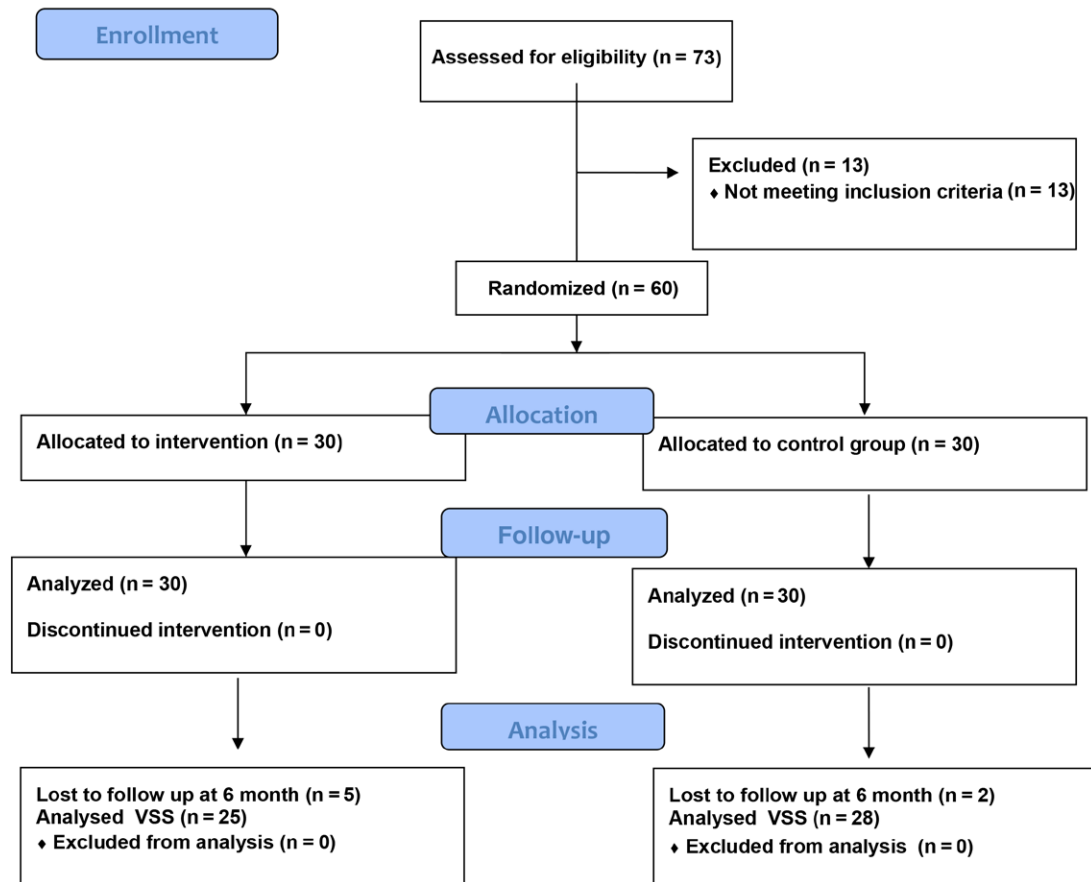 Enrollment
Assessed for eligibility (n = 73)
Excluded (n = 13)
♦ Not meeting inclusion criteria (n = 13)
Randomized (n = 60)
Allocation
Allocated to intervention (n = 30)
Allocated to control group (n = 30)
Follow-up
Analyzed (n = 30)
Discontinued intervention (n = 0)
Analyzed (n = 30)
Discontinued intervention (n = 0)
Analysis
Lost to follow up at 6 month (n = 5)
Analysed VSS (n = 25)
♦ Excluded from analysis (n = 0)
Lost to follow up at 6 month (n = 2)
Analysed VSS (n = 28)
♦ Excluded from analysis (n = 0)